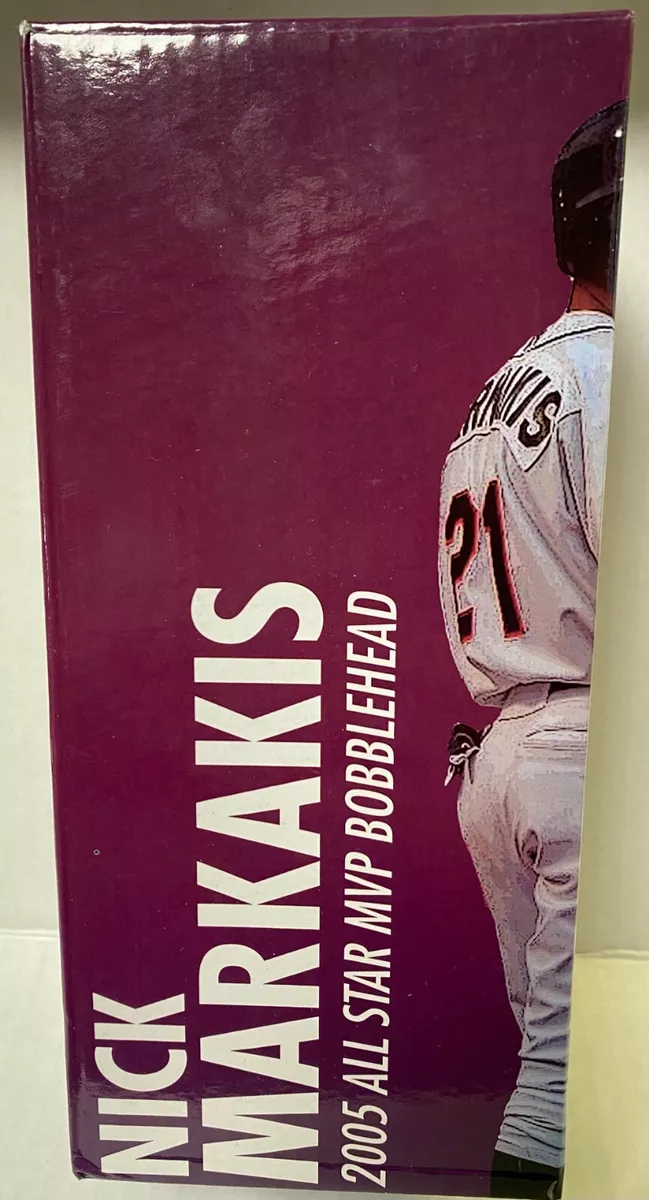 NICK
MARKAKIS
2005 ALL STAR MVP BOBBLEHEAD
21